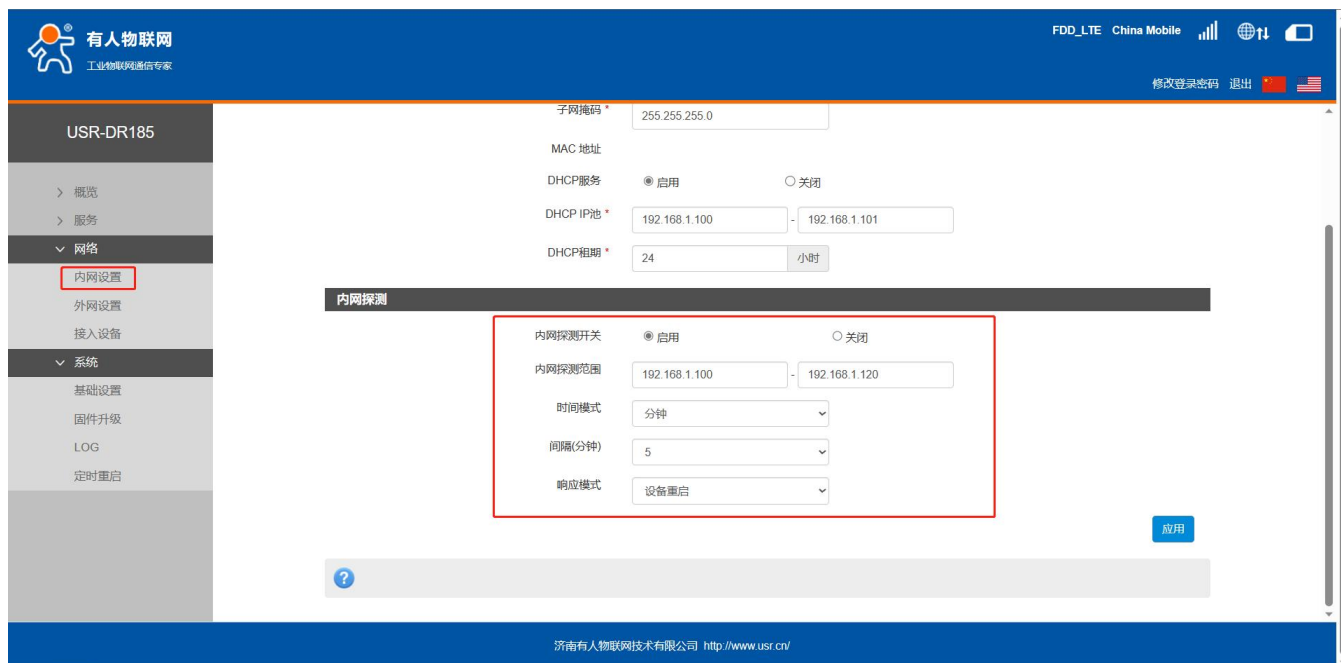 有人物联网
工业物联网通信专家
FDD_LTE China Mobile
修改登录密码 退出
USR-DR185
概览
服务
网络
内网设置
外网设置
接入设备
系统
基础设置
固件升级
LOG
定时重启
子网掩码 * 255.255.255.0
MAC 地址
DHCP服务 启用 关闭
DHCP IP池 * 192.168.1.100 - 192.168.1.101
DHCP租期 * 24 小时
内网探测
内网探测开关 启用 关闭
内网探测范围 192.168.1.100 - 192.168.1.120
时间模式 分钟
间隔(分钟) 5
响应模式 设备重启
应用
济南有人物联网技术有限公司 http://www.usr.cn/